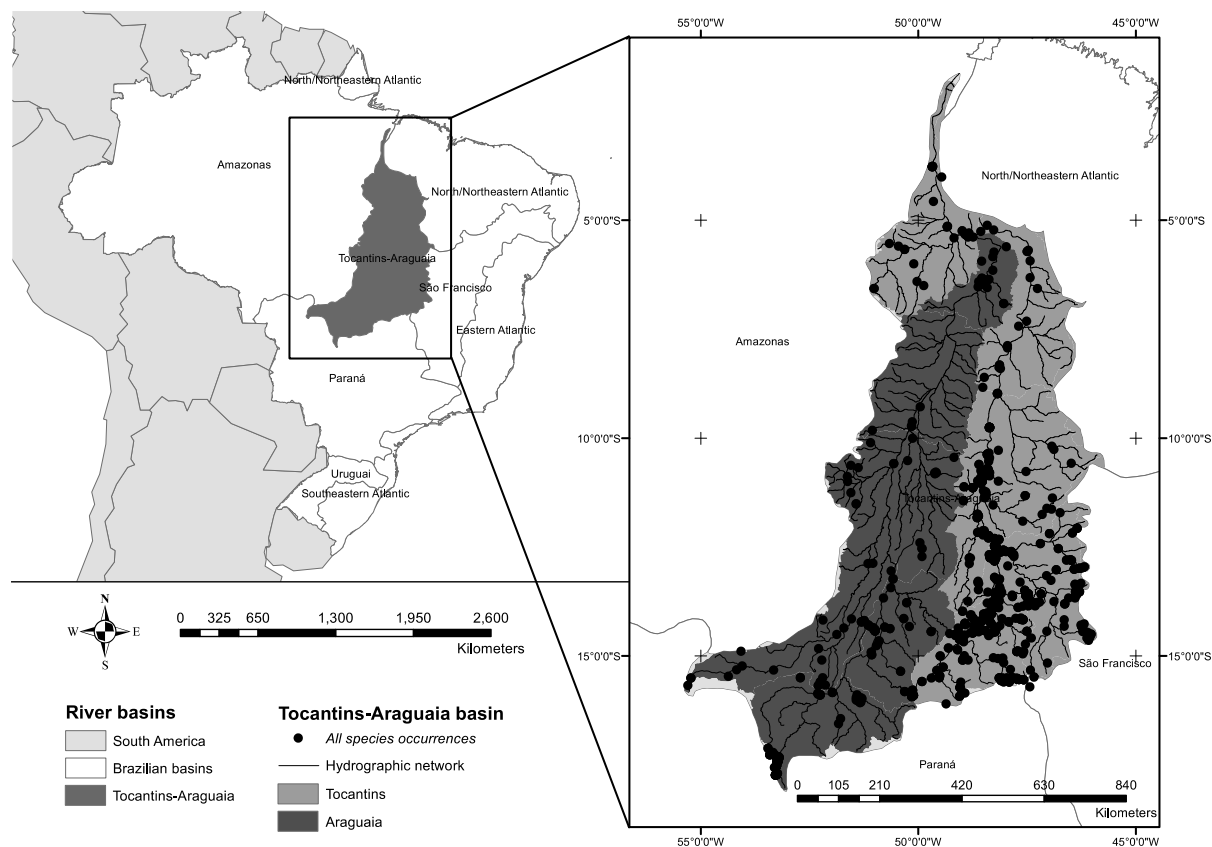 North/Northeastern Atlantic
Amazonas
North/Northeastern Atlantic
Tocantins-Araguaia
São Francisco
Eastern Atlantic
Paraná
Uruguai
Southeastern Atlantic
N
W E
S
0 325 650 1,300 1,950 2,600
Kilometers
River basins
South America
Brazilian basins
Tocantins-Araguaia
Tocantins-Araguaia basin
All species occurrences
Hydrographic network
Tocantins
Araguaia
55°0'0"W 50°0'0"W 45°0'0"W
North/Northeastern Atlantic
5°0'0"S 5°0'0"S
Amazonas
10°0'0"S 10°0'0"S
Tocantins-Araguaia
15°0'0"S 15°0'0"S
São Francisco
Paraná
0 105 210 420 630 840
Kilometers
55°0'0"W 50°0'0"W 45°0'0"W